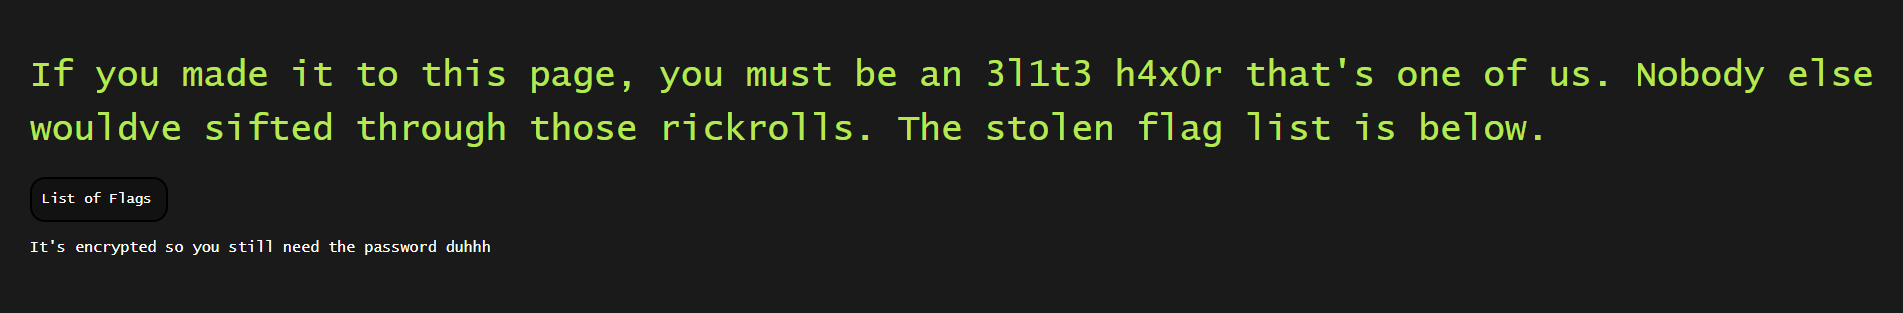 If you made it to this page, you must be an 3l1t3 h4x0r that's one of us. Nobody else
wouldve sifted through those rickrolls. The stolen flag list is below.
List of Flags
It's encrypted so you still need the password duhhh